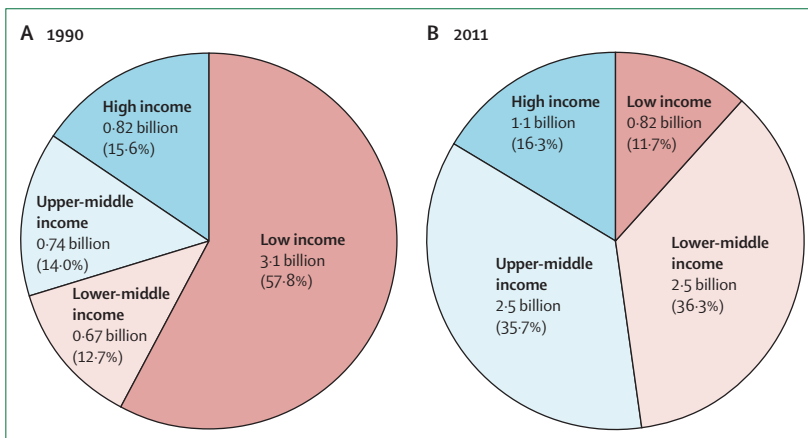 A 1990
High income
0·82 billion
(15·6%)
Upper-middle
income
0·74 billion
(14·0%)
Lower-middle
income
0·67 billion
(12·7%)
Low income
3·1 billion
(57·8%)
B 2011
High income
1·1 billion
(16·3%)
Low income
0·82 billion
(11·7%)
Upper-middle
income
2·5 billion
(35·7%)
Lower-middle
income
2·5 billion
(36·3%)